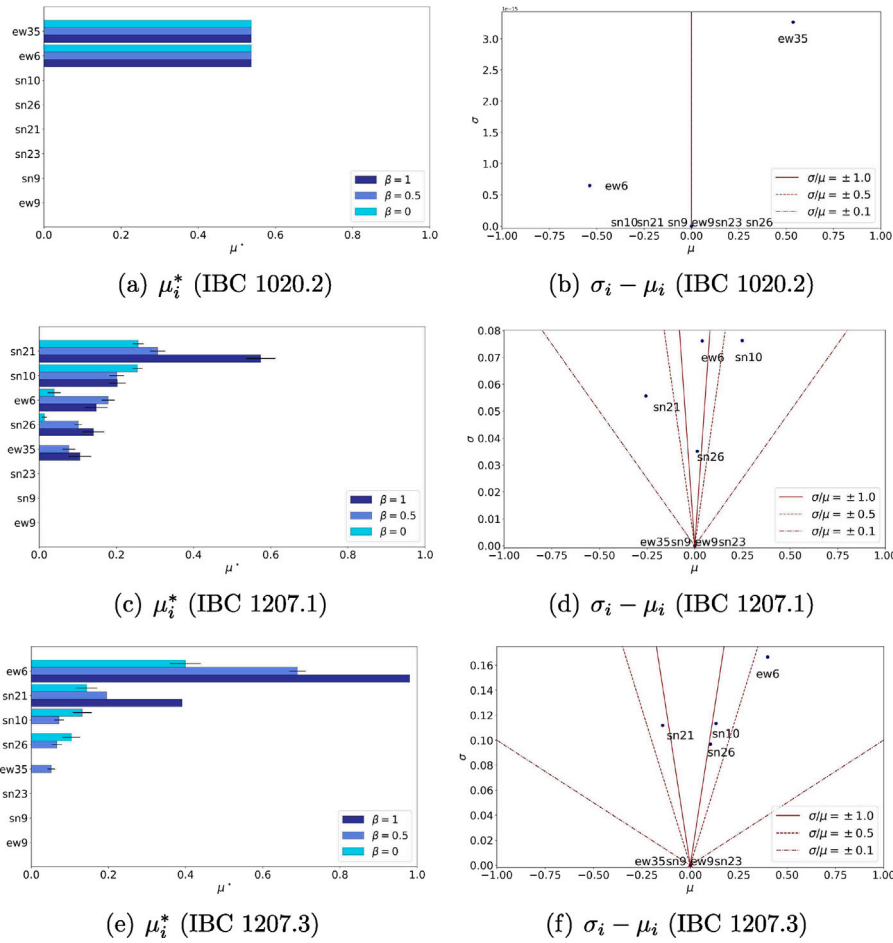 ew35
ew6
sn10
sn26
sn21
sn23
sn9
ew9
β = 1
β = 0.5
β = 0
0.0 0.2 0.4 0.6 0.8 1.0
μ*
(a) μ*i (IBC 1020.2)
1e−15
3.0
2.5
2.0
1.5
1.0
0.5
0.0
σ
ew35
ew6
sn10sn21 sn9 ew9sn23 sn26
σ/μ = ± 1.0
σ/μ = ± 0.5
σ/μ = ± 0.1
−1.00 −0.75 −0.50 −0.25 0.00 0.25 0.50 0.75 1.00
μ
(b) σi − μi (IBC 1020.2)
sn21
sn10
ew6
sn26
ew35
sn23
sn9
ew9
β = 1
β = 0.5
β = 0
0.0 0.2 0.4 0.6 0.8 1.0
μ*
(c) μ*i (IBC 1207.1)
0.08
0.07
0.06
0.05
0.04
0.03
0.02
0.01
0.00
σ
ew6 sn10
sn21
sn26
ew35sn9 ew9sn23
σ/μ = ± 1.0
σ/μ = ± 0.5
σ/μ = ± 0.1
−1.00 −0.75 −0.50 −0.25 0.00 0.25 0.50 0.75 1.00
μ
(d) σi − μi (IBC 1207.1)
ew6
sn21
sn10
sn26
ew35
sn23
sn9
ew9
β = 1
β = 0.5
β = 0
0.0 0.2 0.4 0.6 0.8 1.0
μ*
(e) μ*i (IBC 1207.3)
0.16
0.14
0.12
0.10
0.08
0.06
0.04
0.02
0.00
σ
ew6
sn21 sn10
sn26
ew35sn9 ew9sn23
σ/μ = ± 1.0
σ/μ = ± 0.5
σ/μ = ± 0.1
−1.00 −0.75 −0.50 −0.25 0.00 0.25 0.50 0.75 1.00
μ
(f) σi − μi (IBC 1207.3)